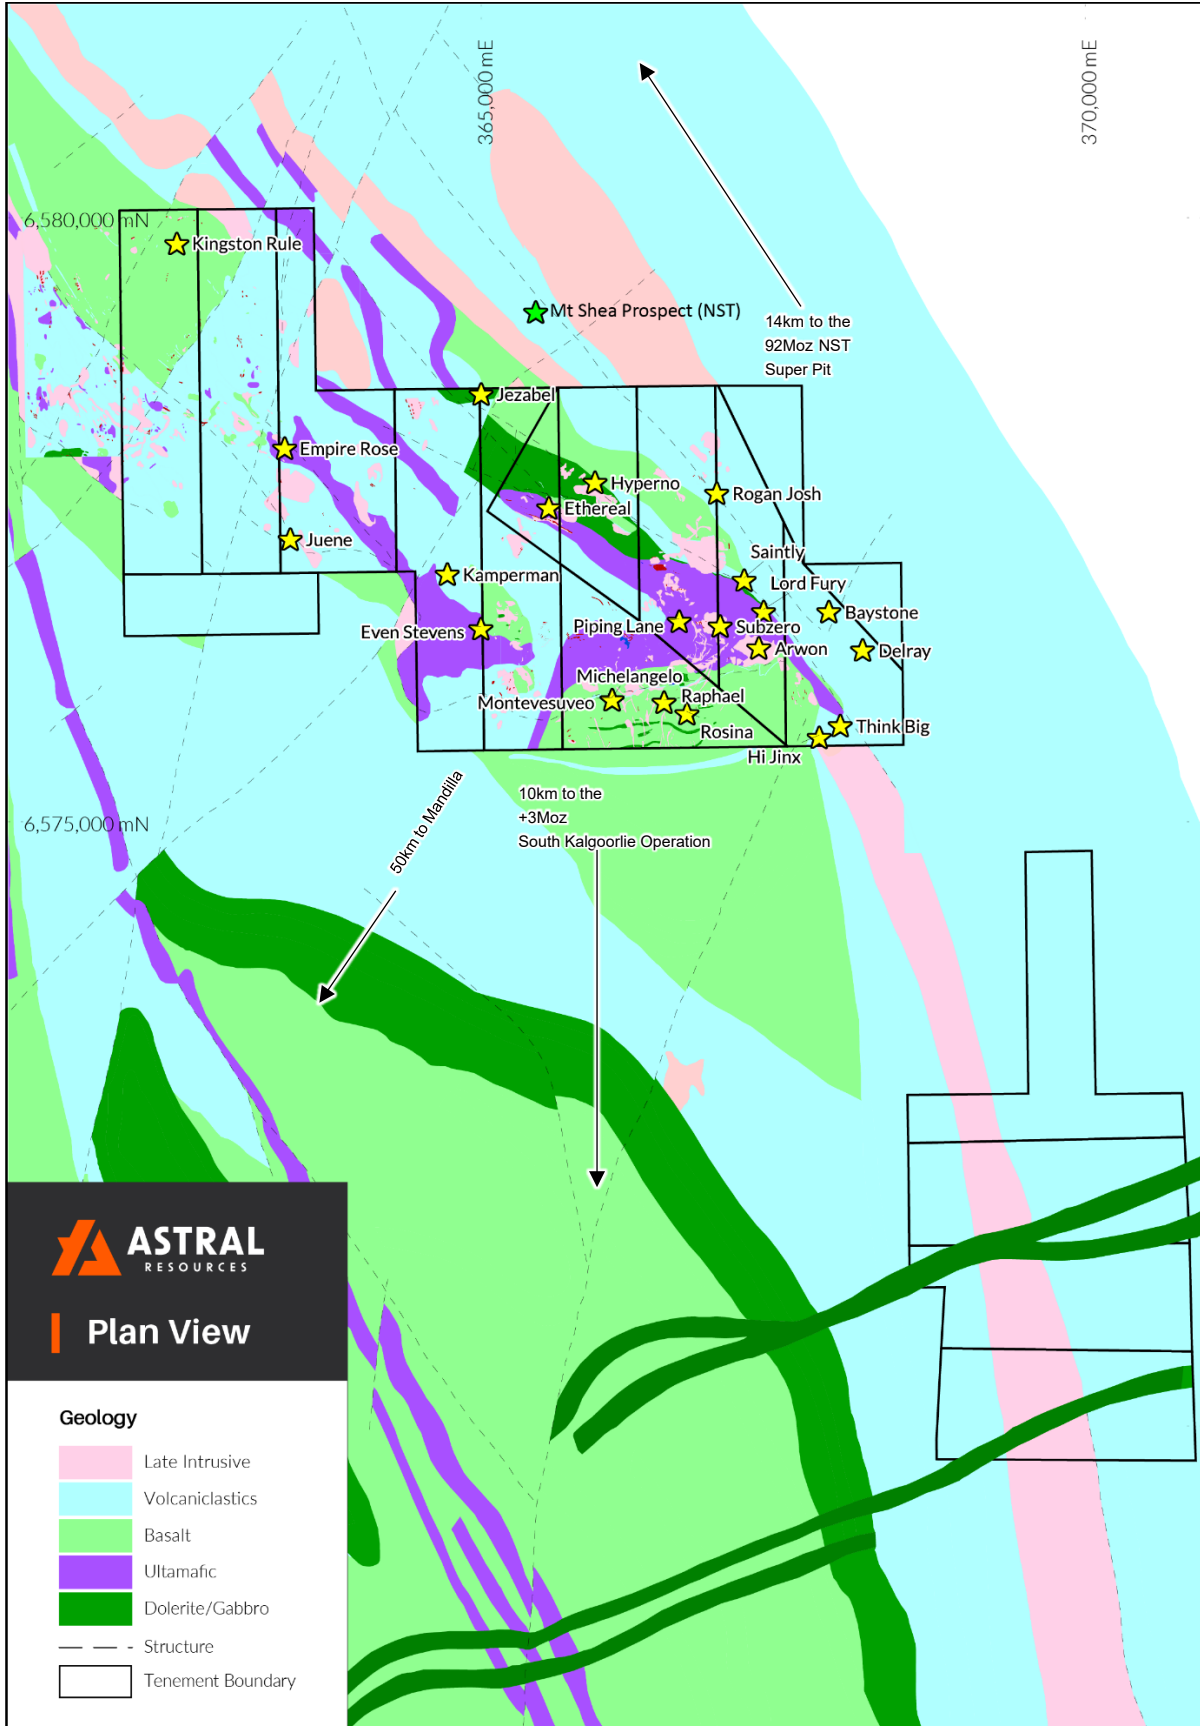 365,000 mE
370,000 mE
6,580,000 mN
Kingston Rule
Mt Shea Prospect (NST)
14km to the
92Moz NST
Super Pit
Jezabel
Empire Rose
Hyperno
Rogan Josh
Ethereal
Juene
Saintly
Kamperman
Lord Fury
Baystone
Even Stevens
Piping Lane
Subzero
Arwon
Delray
Michelangelo
Montevesuveo
Raphael
Rosina
Think Big
Hi Jinx
50km to Mandilla
10km to the
+3Moz
South Kalgoorlie Operation
6,575,000 mN
ASTRAL
RESOURCES
Plan View
Geology
Late Intrusive
Volcaniclastics
Basalt
Ultamafic
Dolerite/Gabbro
Structure
Tenement Boundary